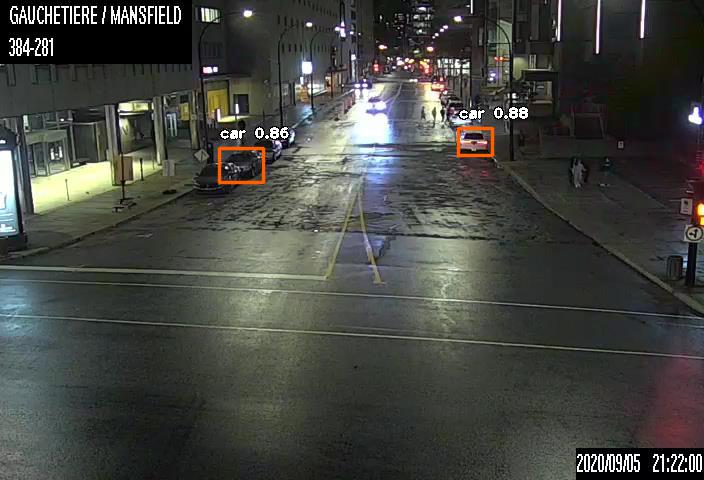 GAUCHETIERE / MANSFIELD
384-281
car 0.88
car 0.86
2020/09/05 21:22:00